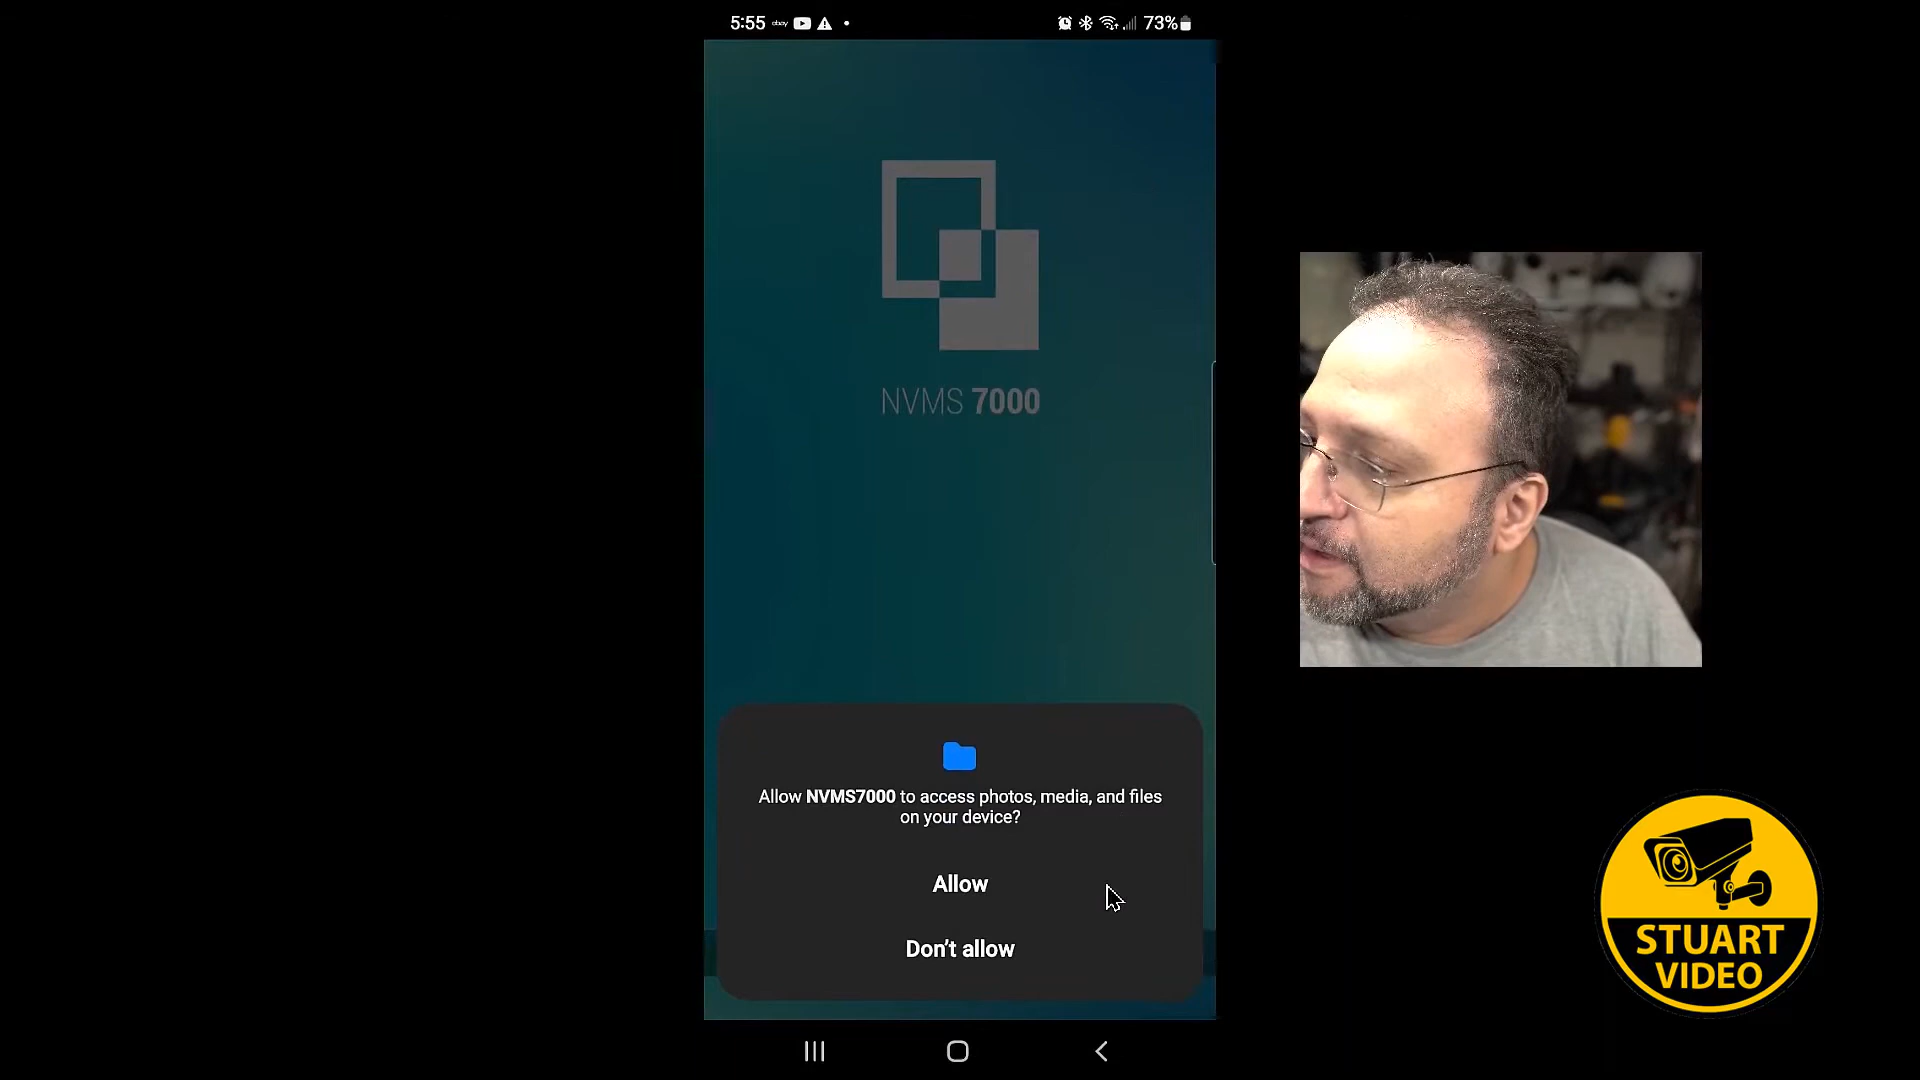 5:55 ebay 73%
NVMS 7000
Allow NVMS7000 to access photos, media, and files
on your device?
Allow
Don't allow
STUART
VIDEO